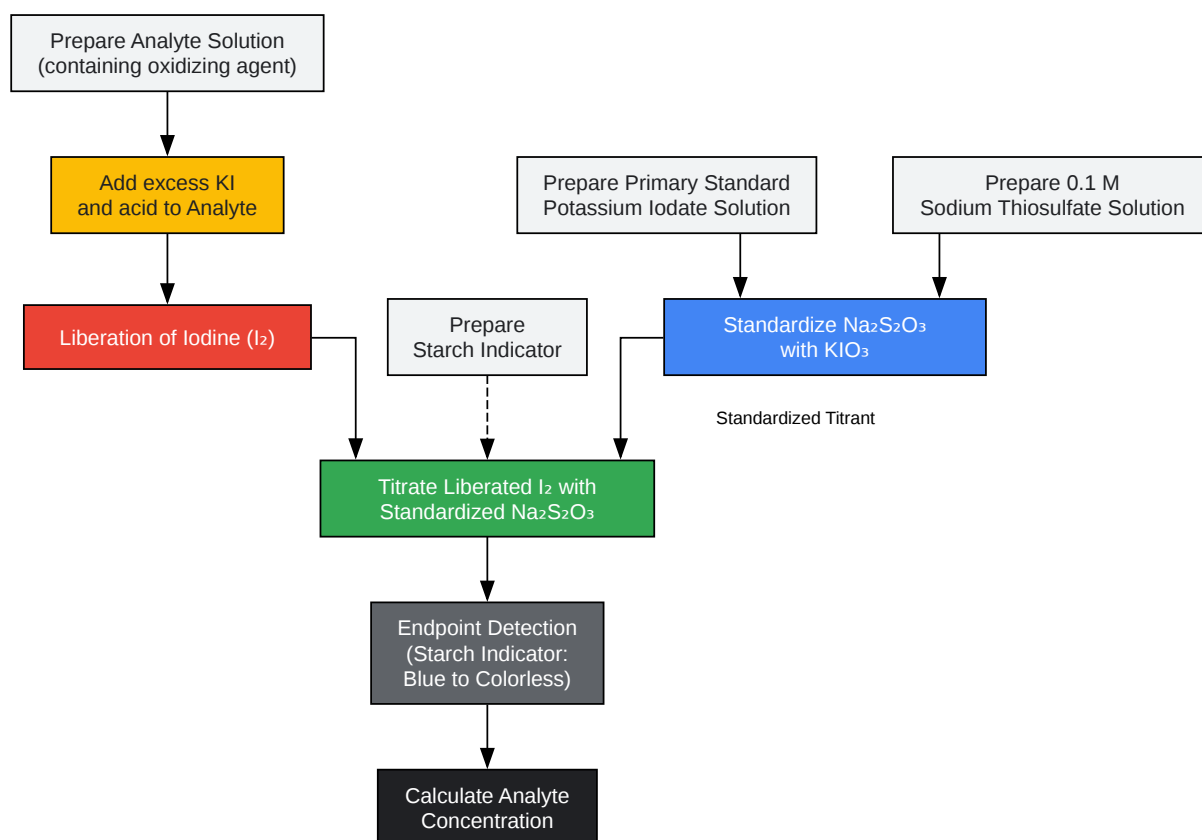 Prepare Analyte Solution
(containing oxidizing agent)
Add excess KI
and acid to Analyte
Prepare Primary Standard
Potassium Iodate Solution
Prepare 0.1 M
Sodium Thiosulfate Solution
Liberation of Iodine (I₂)
Prepare
Starch Indicator
Standardize Na₂S₂O₃
with KIO₃
Standardized Titrant
Titrate Liberated I₂ with
Standardized Na₂S₂O₃
Endpoint Detection
(Starch Indicator:
Blue to Colorless)
Calculate Analyte
Concentration